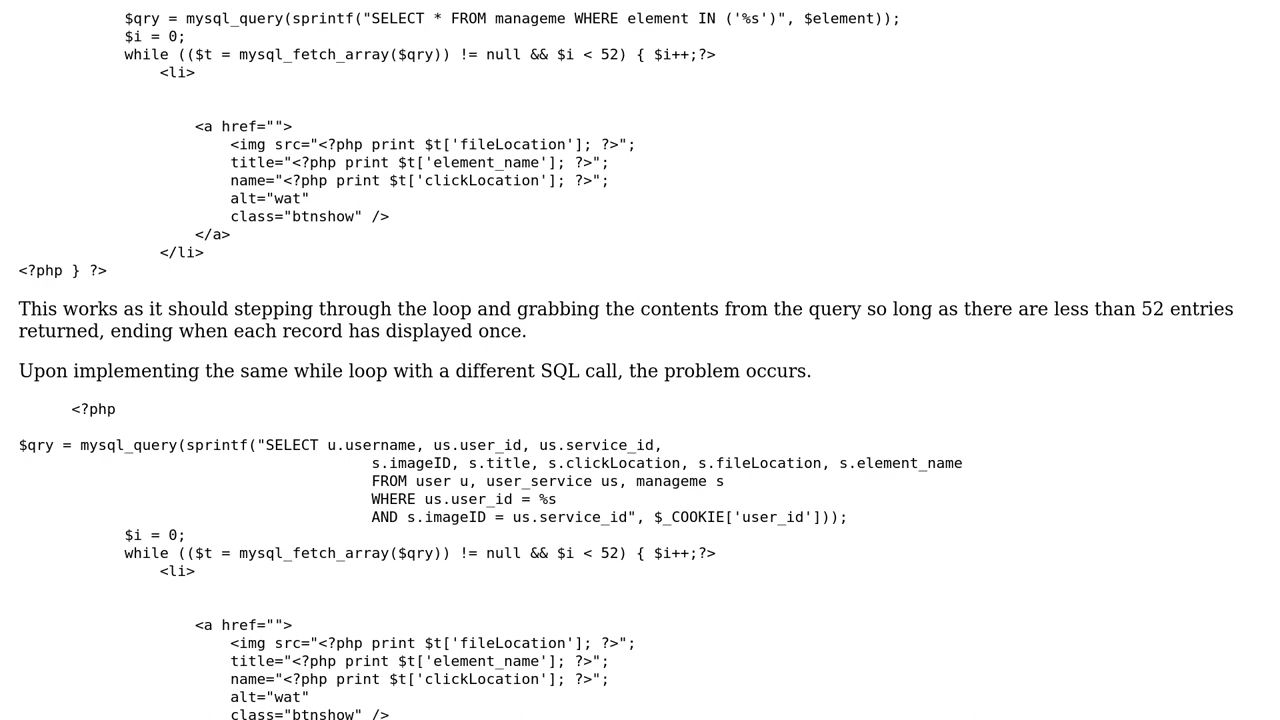 $qry = mysql_query(sprintf("SELECT * FROM manageme WHERE element IN ('%s')", $element));
$i = 0;
while (($t = mysql_fetch_array($qry)) != null && $i < 52) { $i++;?>
<li>
<a href="">
<img src="<?php print $t['fileLocation']; ?>";
title="<?php print $t['element_name']; ?>";
name="<?php print $t['clickLocation']; ?>";
alt="wat"
class="btnshow" />
</a>
</li>
<?php } ?>
This works as it should stepping through the loop and grabbing the contents from the query so long as there are less than 52 entries
returned, ending when each record has displayed once.
Upon implementing the same while loop with a different SQL call, the problem occurs.
<?php
$qry = mysql_query(sprintf("SELECT u.username, us.user_id, us.service_id,
s.imageID, s.title, s.clickLocation, s.fileLocation, s.element_name
FROM user u, user_service us, manageme s
WHERE us.user_id = %s
AND s.imageID = us.service_id", $_COOKIE['user_id']));
$i = 0;
while (($t = mysql_fetch_array($qry)) != null && $i < 52) { $i++;?>
<li>
<a href="">
<img src="<?php print $t['fileLocation']; ?>";
title="<?php print $t['element_name']; ?>";
name="<?php print $t['clickLocation']; ?>";
alt="wat"
class="btnshow" />